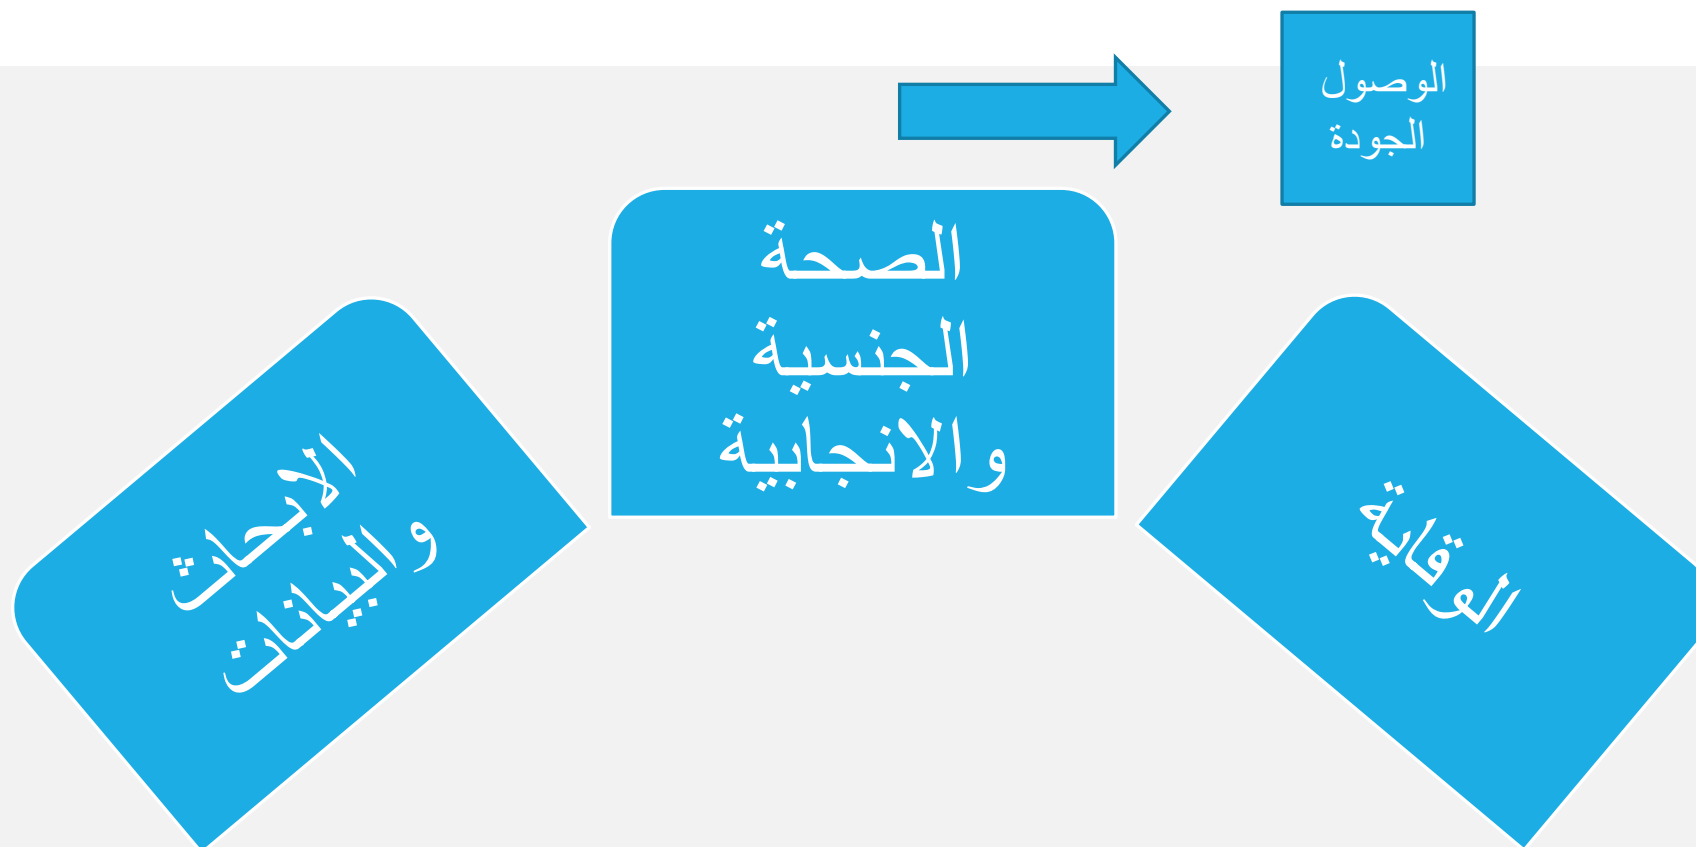 الوصول
الجودة
الصحة
الجنسية
والانجابية
الابحاث
والبيانات
الوقاية